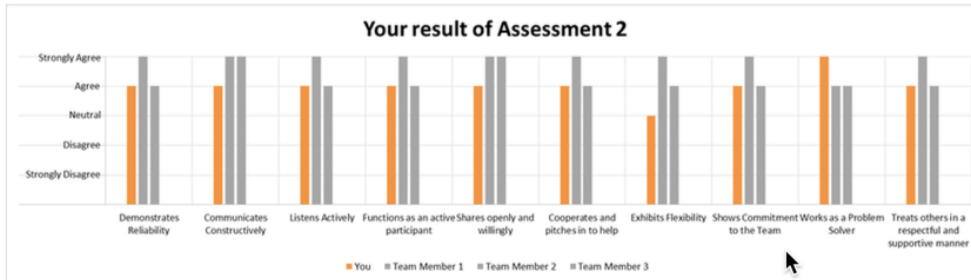 Your result of Assessment 2
Strongly Agree
Agree
Neutral
Disagree
Strongly Disagree
Demonstrates
Reliability
Communicates
Constructively
Listens Actively
Functions as an active
participant
Shares openly and
willingly
Cooperates and
pitches in to help
Exhibits Flexibility
Shows Commitment
to the Team
Works as a Problem
Solver
Treats others in a
respectful and
supportive manner
You
Team Member 1
Team Member 2
Team Member 3